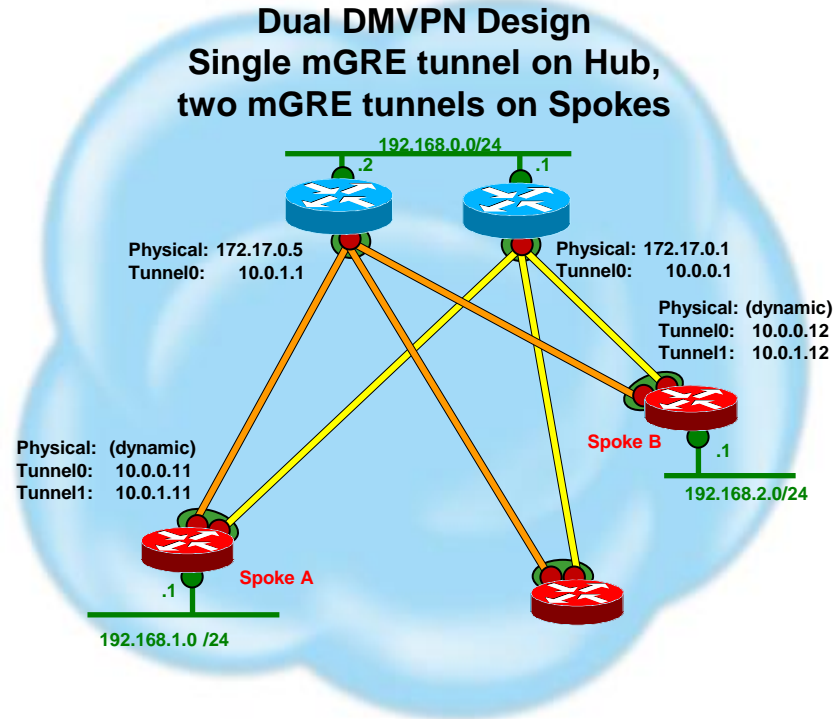 Dual DMVPN Design
Single mGRE tunnel on Hub,
two mGRE tunnels on Spokes
192.168.0.0/24
.2
.1
Physical: 172.17.0.5
Tunnel0: 10.0.1.1
Physical: 172.17.0.1
Tunnel0: 10.0.0.1
Physical: (dynamic)
Tunnel0: 10.0.0.12
Tunnel1: 10.0.1.12
Spoke B
.1
192.168.2.0/24
Physical: (dynamic)
Tunnel0: 10.0.0.11
Tunnel1: 10.0.1.11
Spoke A
.1
192.168.1.0 /24